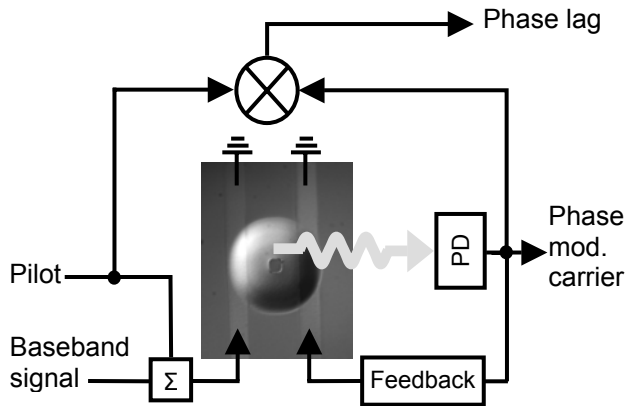 Phase lag
PD
Phase
mod.
carrier
Pilot
Baseband
signal
Σ
Feedback